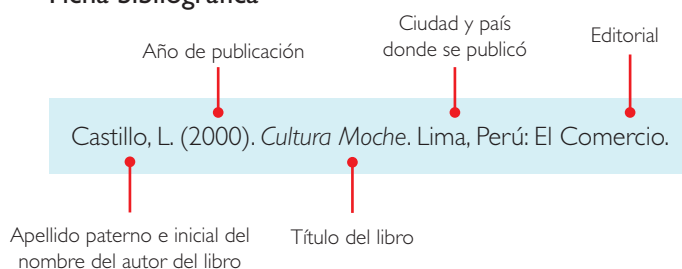 Ficha bibliográfica
Ciudad y país
donde se publicó
Editorial
Año de publicación
Castillo, L. (2000). Cultura Moche. Lima, Perú: El Comercio.
Apellido paterno e inicial del
nombre del autor del libro
Título del libro